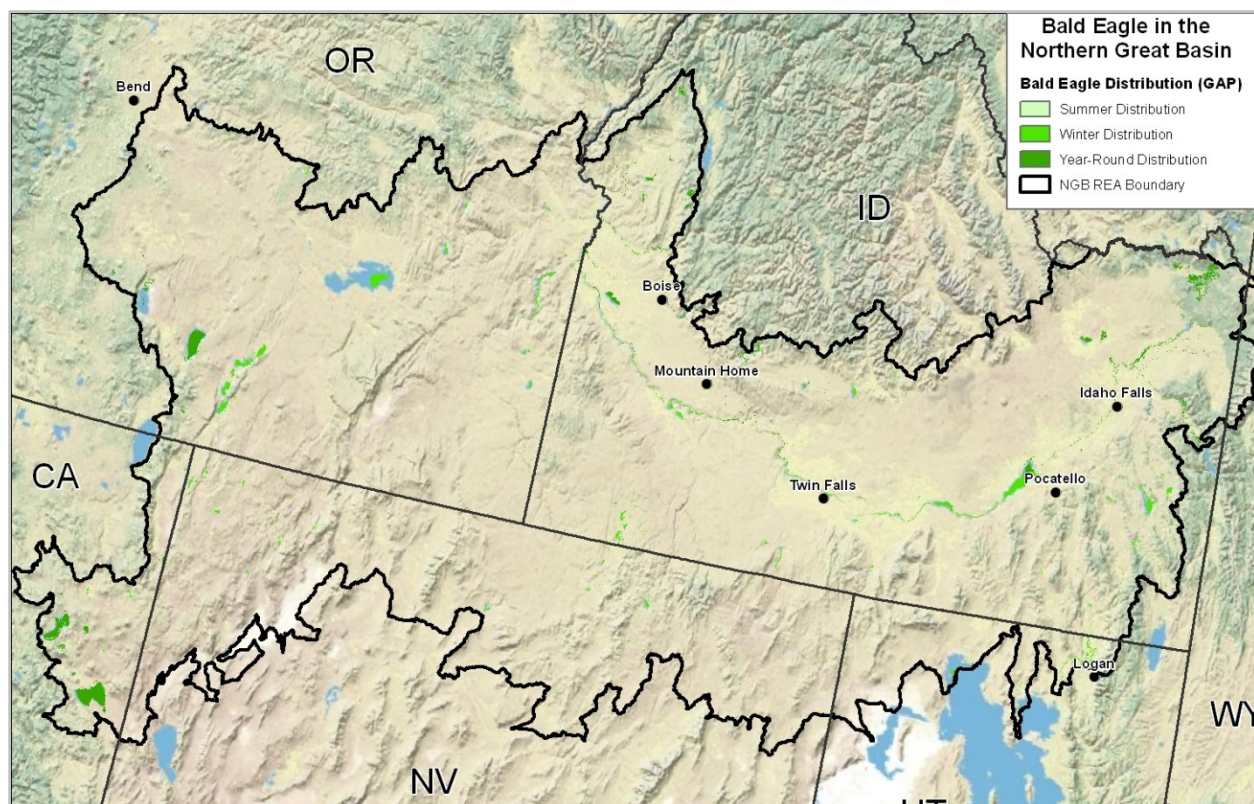 Bald Eagle in the
Northern Great Basin
Bald Eagle Distribution (GAP)
Summer Distribution
Winter Distribution
Year-Round Distribution
NGB REA Boundary
OR
Bend
ID
Boise
Mountain Home
Idaho Falls
CA
Twin Falls
Pocatello
Logan
WY
NV
UT